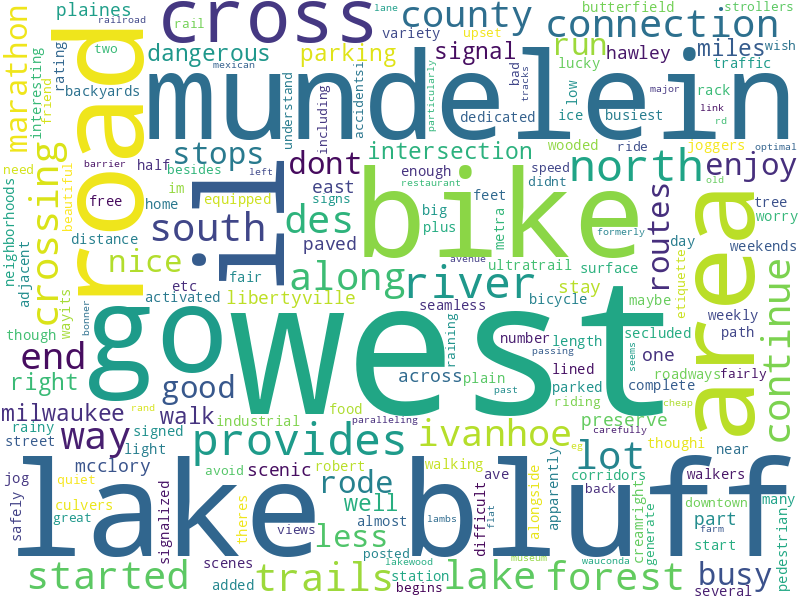 plaines
railroad
rail
cross
variety
county
butterfield
lane
strollers
connection
upset
marathon
interesting
friend
two
rating
road
dangerous
mexican
parking
signal
bad
run
hawley
miles
wish
tracks
traffic
backyards
understand
including
accidentsi
particularly
mundelein
lucky
low
major
dedicated
ice
busiest
rack
link
rd
need
barrier
half
stops
dont
intersection
wooded
ride
joggers
optimal
crossing
beautiful
besides
left
enough
speed
didnt
north
enjoy
neighborhoods
adjacent
free
im
home
equipped
ill
east
signs
des
bike
feet
metra
old
tree
worry
distance
south
paved
big
plus
formerly
restaurant
routes
area
etiquette
day
weekends
nice
etc
fair
avenue
along
river
ultratrail
surface
wayits
activated
libertyville
stay
maybe
weekly
continue
though
bonner
go
west
seamless
bicycle
secluded
path
raining
number
passing
length
seems
one
end
right
good
across
plain
past
lined
parked
roadways
fairly
complete
milwaukee
rand
walk
industrial
food
paralleling
riding
cheap
rainy
signed
way
provides
ivanhoe
preserve
carefully
thoughi
near
street
light
eg
lot
jog
mcclory
avoid
scenic
robert
walking
ave
corridors
walkers
safely
quiet
culvers
great
signalized
theres
rode
well
difficult
alongside
apparently
back
downtown
many
lake bluff
views
almost
lambs
flat
creamright
generate
part
farm
start
pedestrian
scenes
less
posted
lakewood
museum
started
added
trails
station
begins
lake
forest
wauconda
busy
several